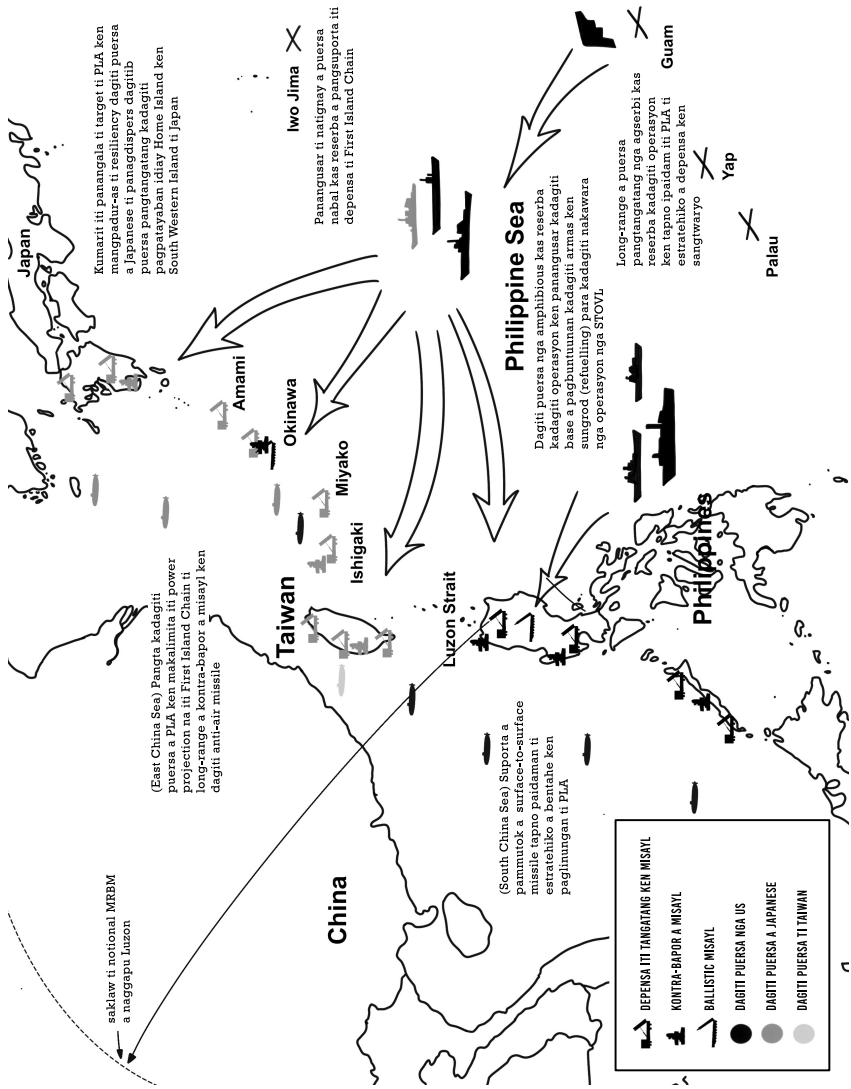 Japan
Kumarit iti panangala ti target ti PLA ken
mangpadur-as ti resiliency dagiti puersa
a Japanese ti panagdispers dagitib
puersa pangtangatang kadagiti
pagpatayaban idiay Home Island ken
South Western Island ti Japan
Iwo Jima
Panangusar ti natignay a puersa
nabal kas reserba a pangsuporta iti
depensa ti First Island Chain
Guam
Long-range a puersa
pangtangatang nga agserbi kas
reserba kadagiti operasyon
ken tapno ipaidam iti PLA ti
estratehiko a depensa ken
sangtwaryo
Yap
Palau
Philippine Sea
Dagiti puersa nga amphibious kas reserba
kadagiti operasyon ken panangusar kadagiti
base a pagbuntuunan kadagiti armas ken
sungrod (refuelling) para kadagiti nakawara
nga operasyon nga STOVL
Amami
Okinawa
Miyako
Ishigaki
Taiwan
Luzon Strait
Philippines
(East China Sea) Pangta kadagiti
puersa a PLA ken makalimita iti power
projection na iti First Island Chain ti
long-range a kontra-bapor a misayl ken
dagiti anti-air missile
(South China Sea) Suporta a
pammutok a surface-to-surface
missile tapno paidaman ti
estratehiko a bentahe ken
paglinungan ti PLA
China
saklaw ti notional MRBM
a naggapu Luzon
DEPENSA ITI TANGATANG KEN MISAYL
KONTRA-BAPOR A MISAYL
BALLISTIC MISAYL
DAGITI PUERSA NGA US
DAGITI PUERSA A JAPANESE
DAGITI PUERSA TI TAIWAN